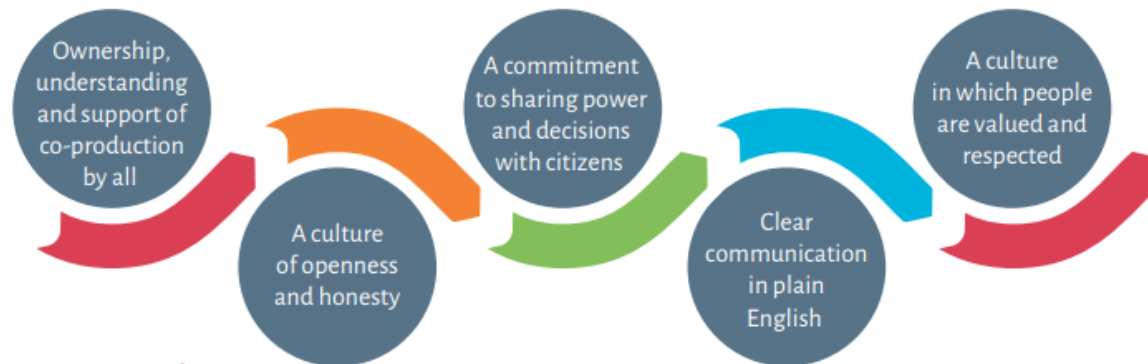 Ownership,
understanding
and support of
co-production
by all
A culture
of openness
and honesty
A commitment
to sharing power
and decisions
with citizens
Clear
communication
in plain
English
A culture
in which people
are valued and
respected